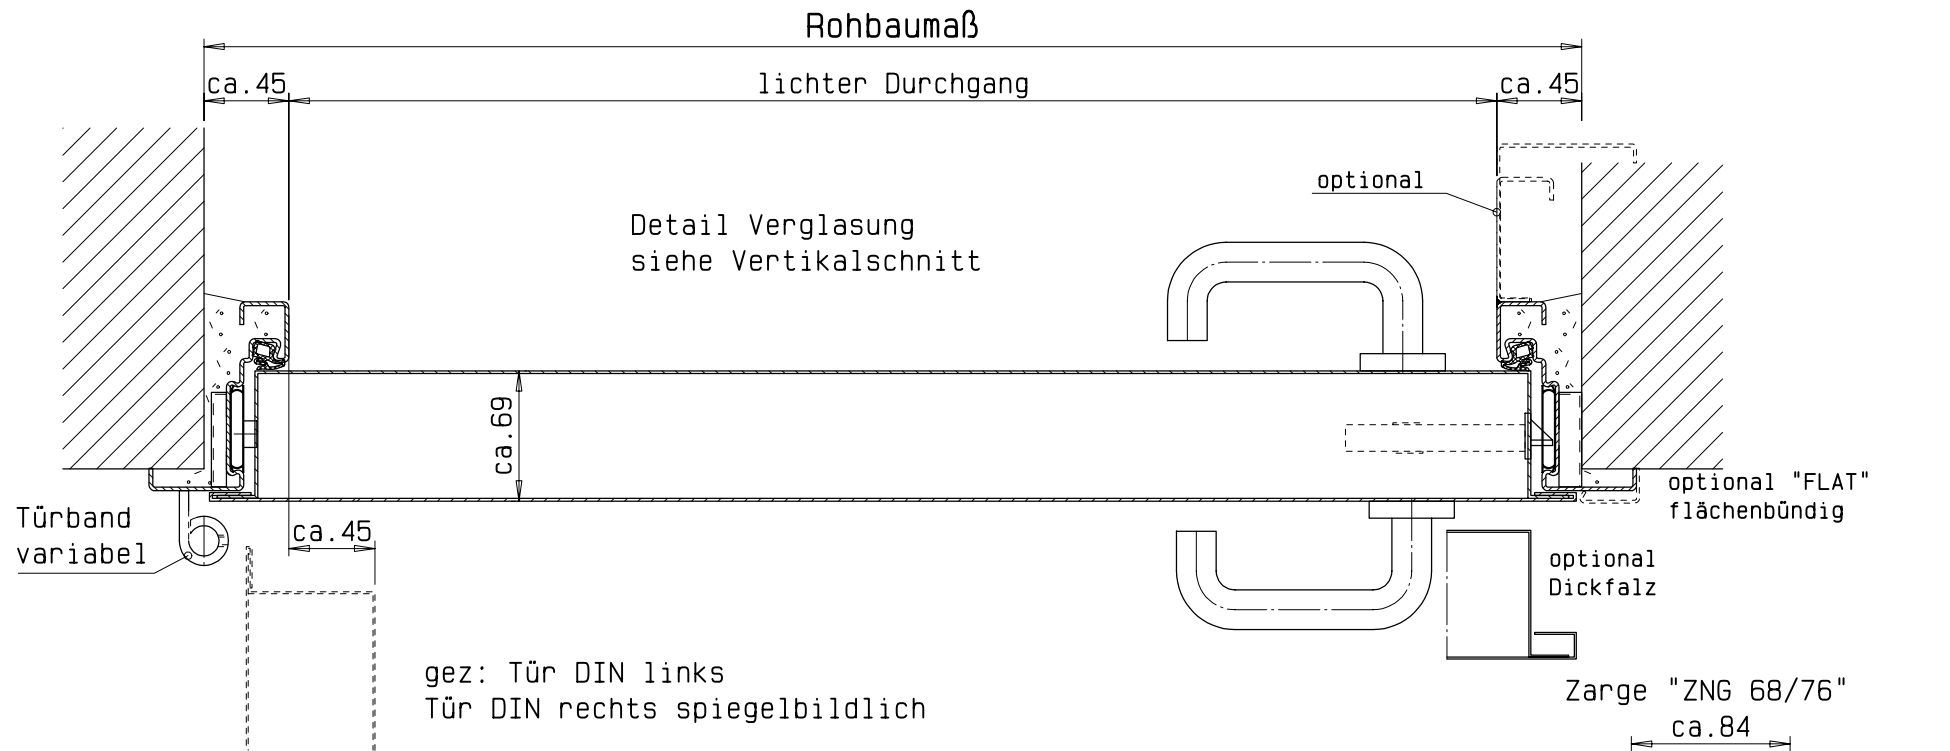 Rohbaumaß
ca.45
lichter Durchgang
ca.45
optional
Detail Verglasung
siehe Vertikalschnitt
ca.69
optional "FLAT"
flächenbündig
Türband
variabel
ca.45
optional
Dickfalz
gez: Tür DIN links
Tür DIN rechts spiegelbildlich
Zarge "ZNG 68/76"
ca.84